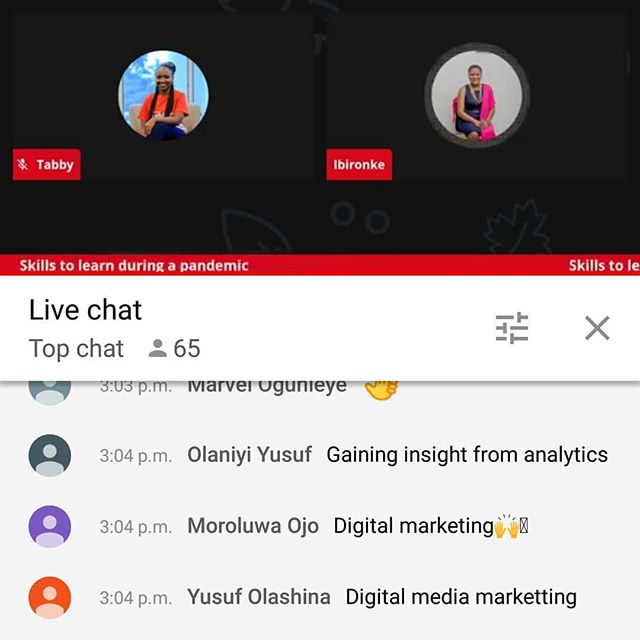 Tabby
Ibironke
Skills to learn during a pandemic
Skills to le
Live chat
Top chat 65
3:03 p.m. Marvel Ogunleye 👋
3:04 p.m. Olaniyi Yusuf Gaining insight from analytics
3:04 p.m. Moroluwa Ojo Digital marketing🙌
3:04 p.m. Yusuf Olashina Digital media marketting